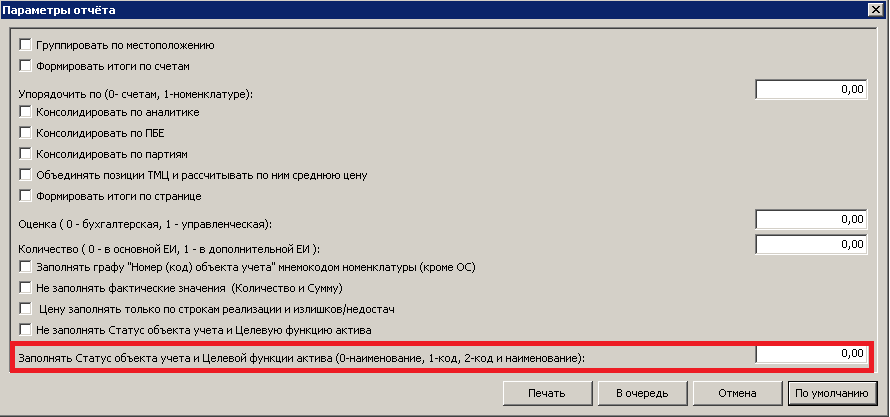 Параметры отчёта
Группировать по местоположению
Формировать итоги по счетам
Упорядочить по (0- счетам, 1-номенклатуре): 0,00
Консолидировать по аналитике
Консолидировать по ПБЕ
Консолидировать по партиям
Объединять позиции ТМЦ и рассчитывать по ним среднюю цену
Формировать итоги по странице
Оценка ( 0 - бухгалтерская, 1 - управленческая): 0,00
Количество ( 0 - в основной ЕИ, 1 - в дополнительной ЕИ ): 0,00
Заполнять графу "Номер (код) объекта учета" мнемокодом номенклатуры (кроме ОС)
Не заполнять фактические значения (Количество и Сумму)
Цену заполнять только по строкам реализации и излишков/недостач
Не заполнять Статус объекта учета и Целевую функцию актива
Заполнять Статус объекта учета и Целевой функции актива (0-наименование, 1-код, 2-код и наименование): 0,00
Печать В очередь Отмена По умолчанию